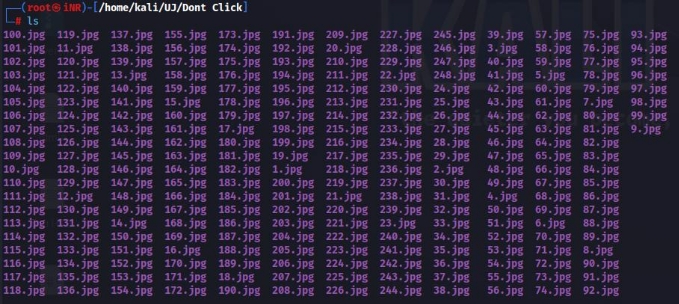 (root㉿iNR)-[/home/kali/UJ/Dont Click]
# ls
100.jpg 119.jpg 137.jpg 155.jpg 173.jpg 191.jpg 209.jpg 227.jpg 245.jpg 39.jpg 57.jpg 75.jpg 93.jpg
101.jpg 11.jpg 138.jpg 156.jpg 174.jpg 192.jpg 20.jpg 228.jpg 246.jpg 3.jpg 58.jpg 76.jpg 94.jpg
102.jpg 120.jpg 139.jpg 157.jpg 175.jpg 193.jpg 210.jpg 229.jpg 247.jpg 40.jpg 59.jpg 77.jpg 95.jpg
103.jpg 121.jpg 13.jpg 158.jpg 176.jpg 194.jpg 211.jpg 22.jpg 248.jpg 41.jpg 5.jpg 78.jpg 96.jpg
104.jpg 122.jpg 140.jpg 159.jpg 177.jpg 195.jpg 212.jpg 230.jpg 24.jpg 42.jpg 60.jpg 79.jpg 97.jpg
105.jpg 123.jpg 141.jpg 15.jpg 178.jpg 196.jpg 213.jpg 231.jpg 25.jpg 43.jpg 61.jpg 7.jpg 98.jpg
106.jpg 124.jpg 142.jpg 160.jpg 179.jpg 197.jpg 214.jpg 232.jpg 26.jpg 44.jpg 62.jpg 80.jpg 99.jpg
107.jpg 125.jpg 143.jpg 161.jpg 17.jpg 198.jpg 215.jpg 233.jpg 27.jpg 45.jpg 63.jpg 81.jpg 9.jpg
108.jpg 126.jpg 144.jpg 162.jpg 180.jpg 199.jpg 216.jpg 234.jpg 28.jpg 46.jpg 64.jpg 82.jpg
109.jpg 127.jpg 145.jpg 163.jpg 181.jpg 19.jpg 217.jpg 235.jpg 29.jpg 47.jpg 65.jpg 83.jpg
10.jpg 128.jpg 146.jpg 164.jpg 182.jpg 1.jpg 218.jpg 236.jpg 2.jpg 48.jpg 66.jpg 84.jpg
110.jpg 129.jpg 147.jpg 165.jpg 183.jpg 200.jpg 219.jpg 237.jpg 30.jpg 49.jpg 67.jpg 85.jpg
111.jpg 12.jpg 148.jpg 166.jpg 184.jpg 201.jpg 21.jpg 238.jpg 31.jpg 4.jpg 68.jpg 86.jpg
112.jpg 130.jpg 149.jpg 167.jpg 185.jpg 202.jpg 220.jpg 239.jpg 32.jpg 50.jpg 69.jpg 87.jpg
113.jpg 131.jpg 14.jpg 168.jpg 186.jpg 203.jpg 221.jpg 23.jpg 33.jpg 51.jpg 6.jpg 88.jpg
114.jpg 132.jpg 150.jpg 169.jpg 187.jpg 204.jpg 222.jpg 240.jpg 34.jpg 52.jpg 70.jpg 89.jpg
115.jpg 133.jpg 151.jpg 16.jpg 188.jpg 205.jpg 223.jpg 241.jpg 35.jpg 53.jpg 71.jpg 8.jpg
116.jpg 134.jpg 152.jpg 170.jpg 189.jpg 206.jpg 224.jpg 242.jpg 36.jpg 54.jpg 72.jpg 90.jpg
117.jpg 135.jpg 153.jpg 171.jpg 18.jpg 207.jpg 225.jpg 243.jpg 37.jpg 55.jpg 73.jpg 91.jpg
118.jpg 136.jpg 154.jpg 172.jpg 190.jpg 208.jpg 226.jpg 244.jpg 38.jpg 56.jpg 74.jpg 92.jpg